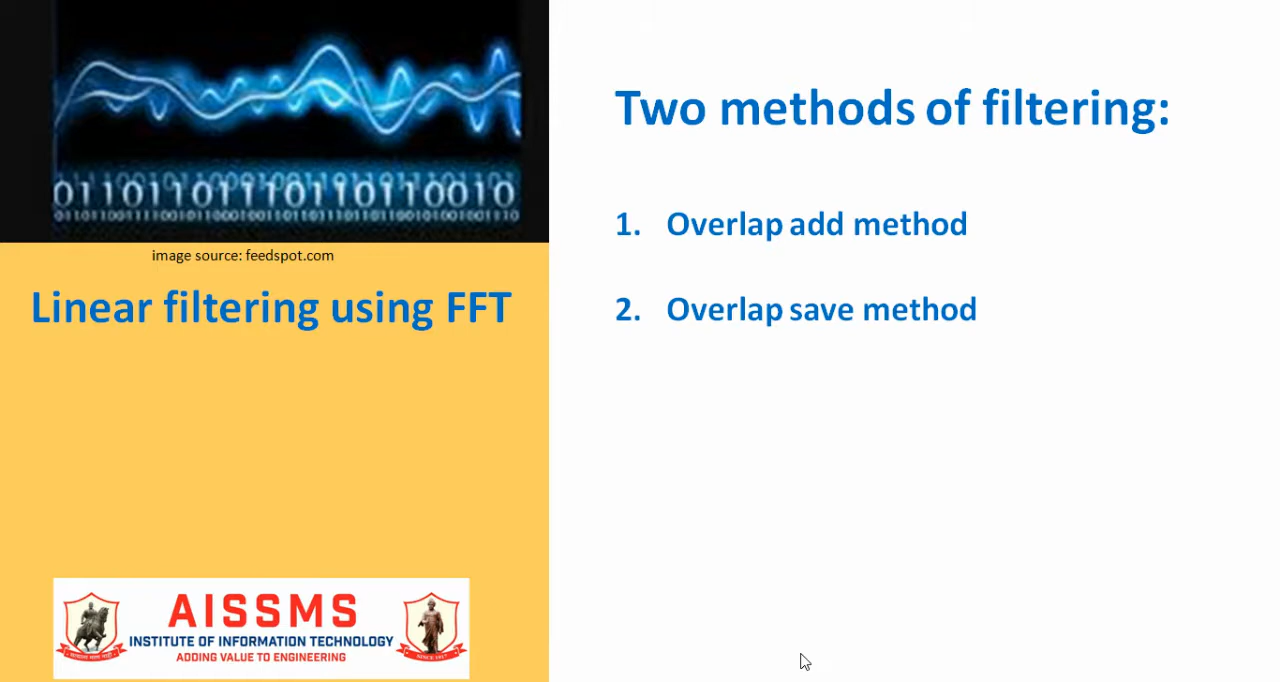 01101101110110110010
image source: feedspot.com
Linear filtering using FFT
Two methods of filtering:
1. Overlap add method
2. Overlap save method
AISSMS
INSTITUTE OF INFORMATION TECHNOLOGY
ADDING VALUE TO ENGINEERING